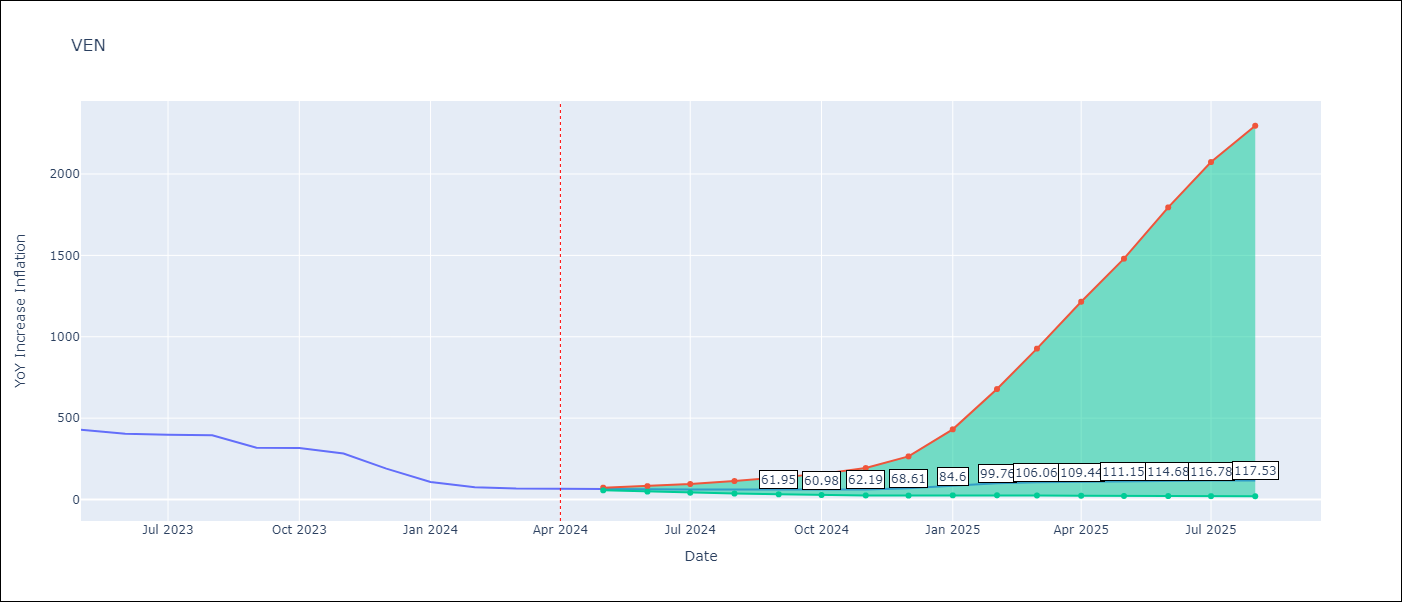 VEN
YoY Increase Inflation
2000
1500
1000
500
0
61.95
60.98
62.19
68.61
84.6
99.76
106.06
109.44
111.15
114.68
116.78
117.53
Jul 2023
Oct 2023
Jan 2024
Apr 2024
Jul 2024
Oct 2024
Jan 2025
Apr 2025
Jul 2025
Date